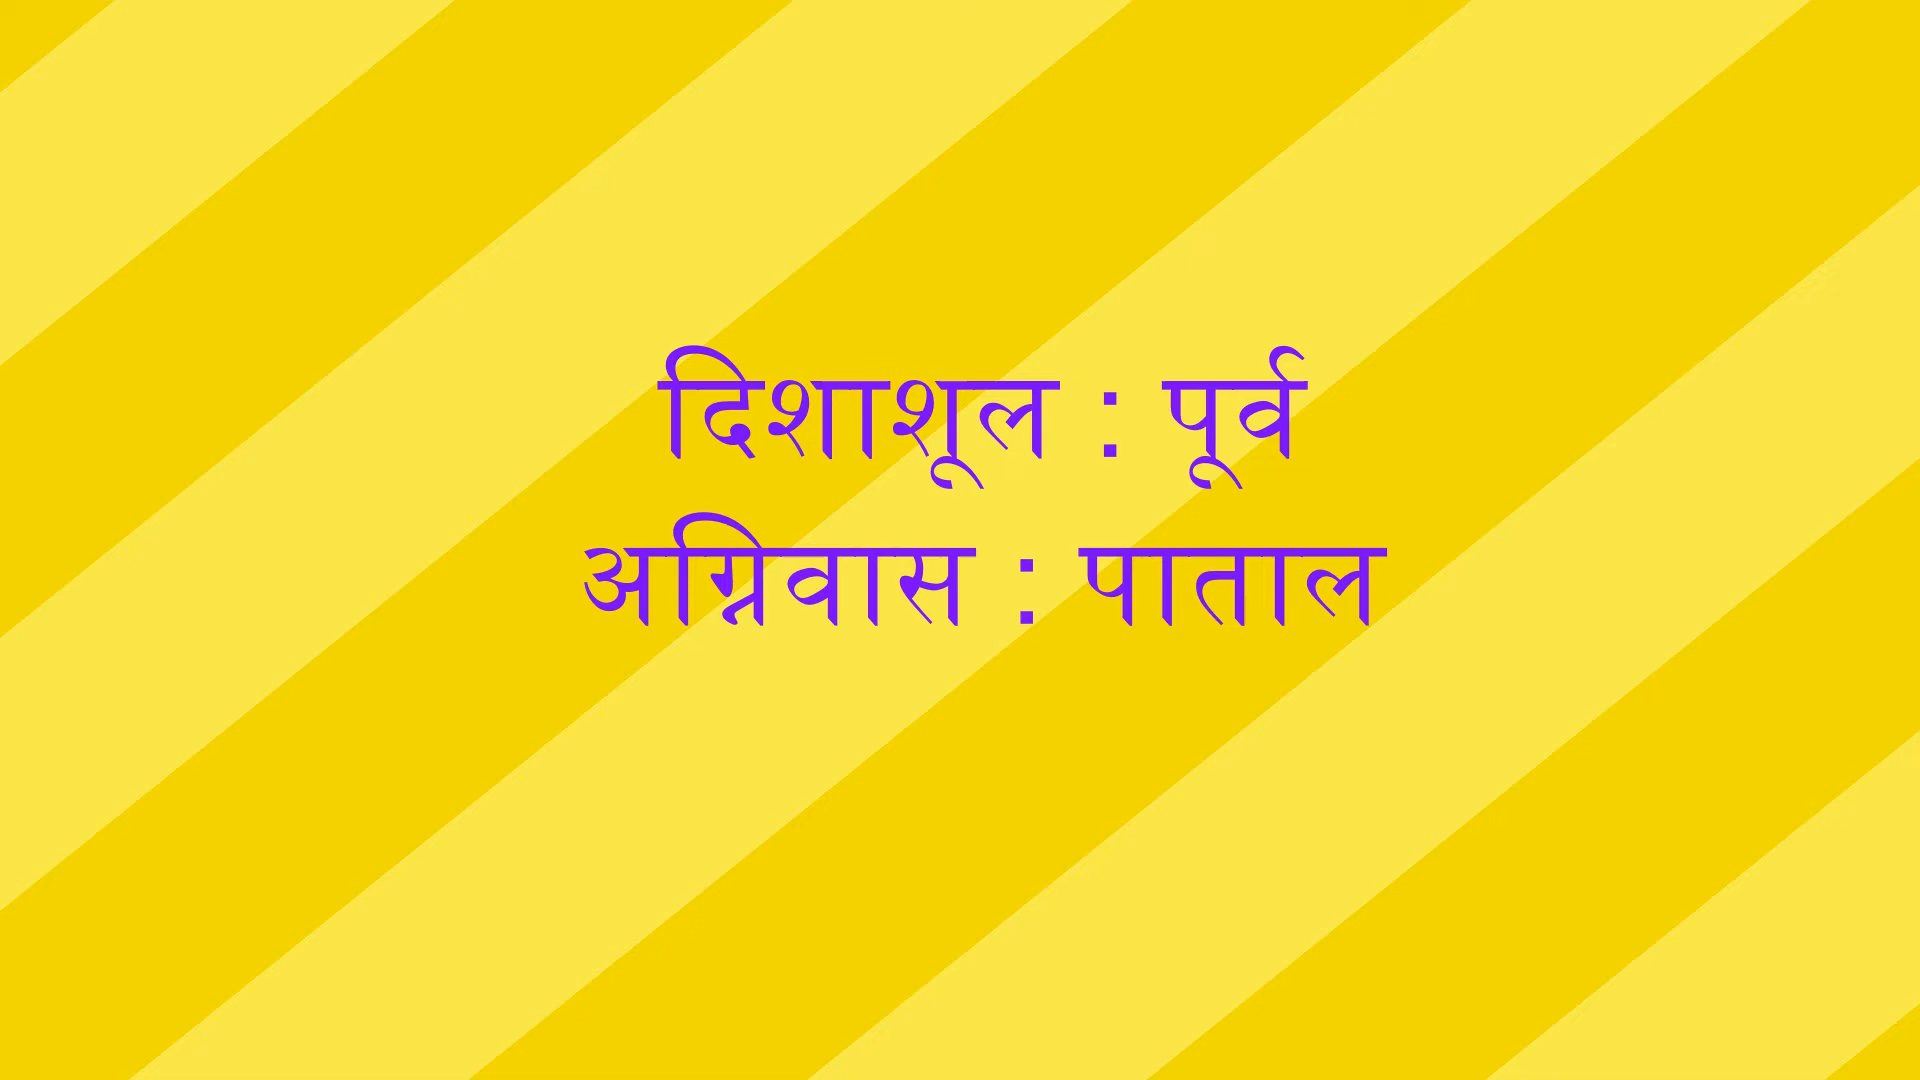 दिशाशूल : पूर्व
अग्निवास : पाताल